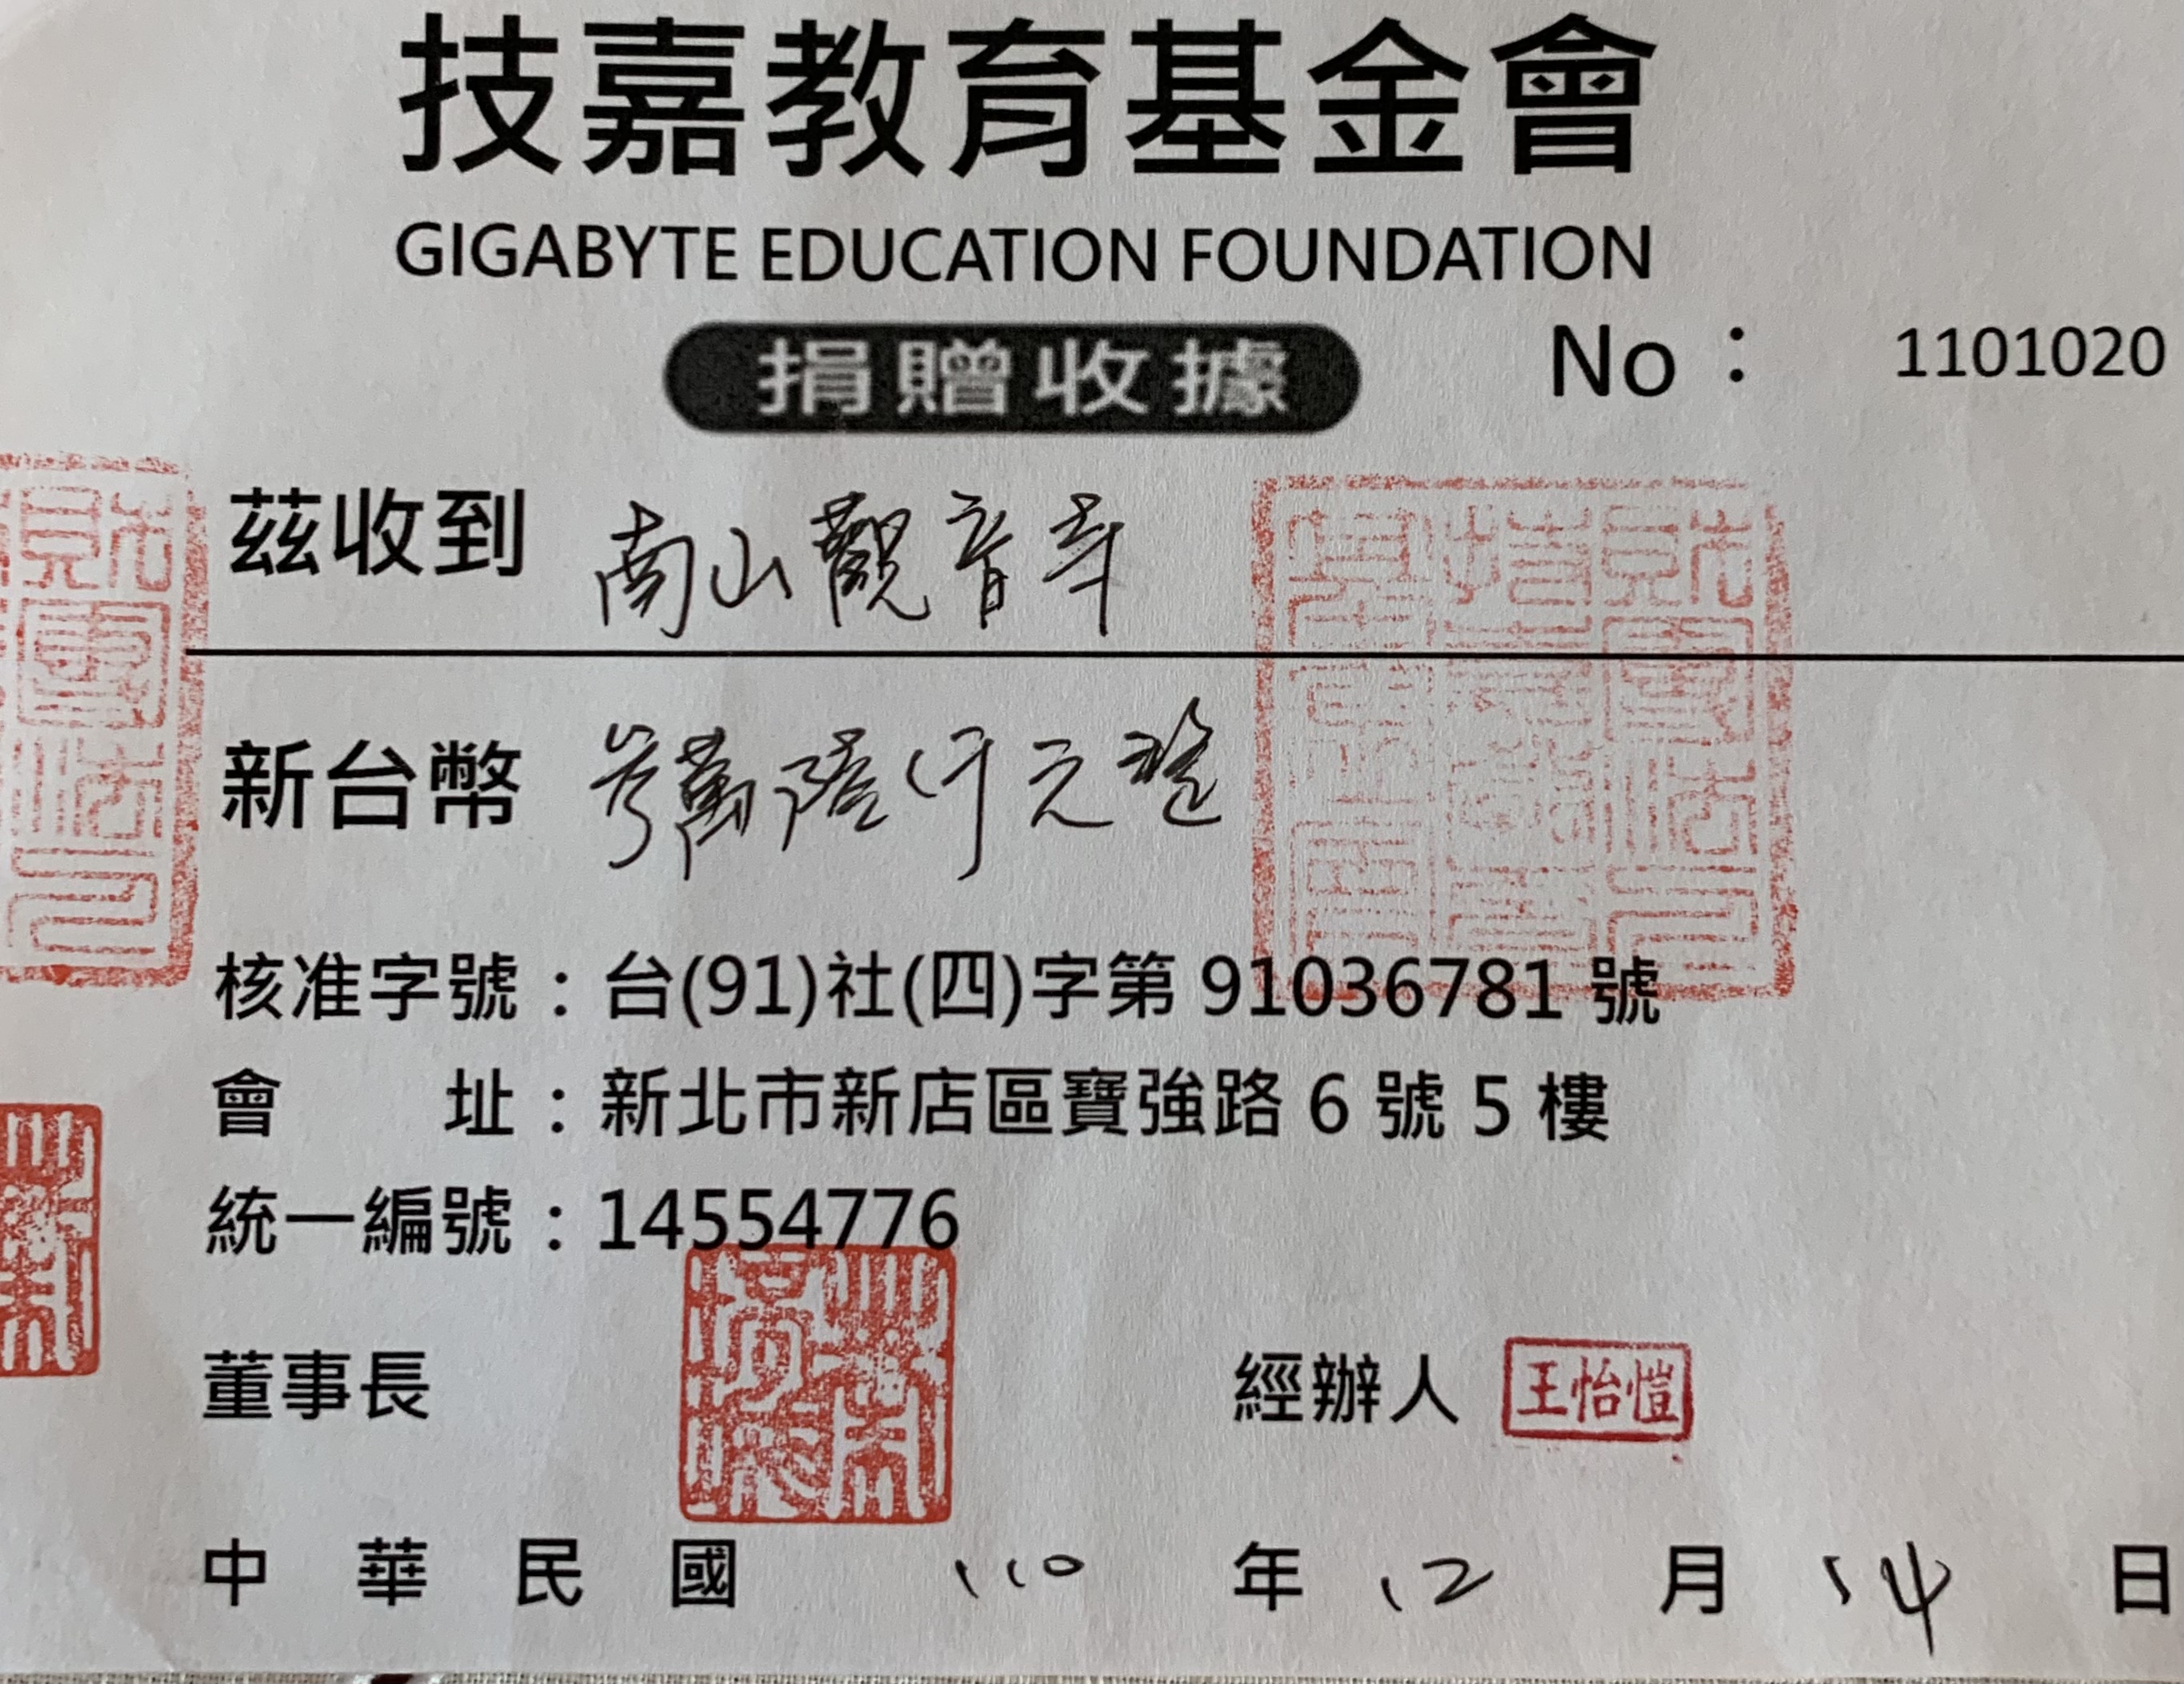 技嘉教育基金會
GIGABYTE EDUCATION FOUNDATION
捐贈收據 No： 1101020
茲收到 南山觀音寺
新台幣 萬陸仟元整
核准字號：台(91)社(四)字第 91036781 號
會 址：新北市新店區寶強路 6 號 5 樓
統一編號：14554776
董事長 經辦人 王怡愷
中 華 民 國 110 年 12 月 14 日